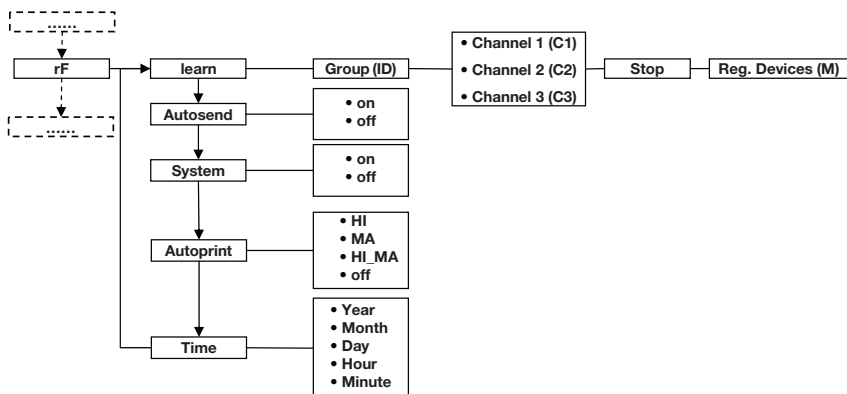 ......
rF
......
learn
Group (ID)
• Channel 1 (C1)
• Channel 2 (C2)
• Channel 3 (C3)
Stop
Reg. Devices (M)
Autosend
• on
• off
System
• on
• off
Autoprint
• HI
• MA
• HI_MA
• off
Time
• Year
• Month
• Day
• Hour
• Minute